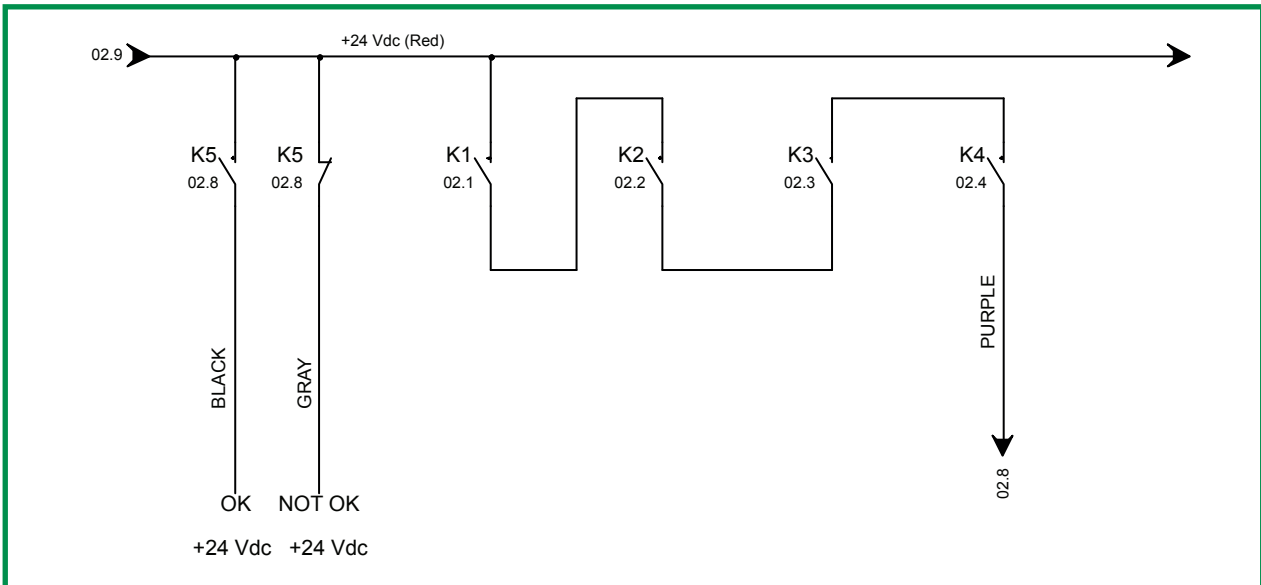 +24 Vdc (Red)
02.9
K5
02.8
K5
02.8
K1
02.1
K2
02.2
K3
02.3
K4
02.4
BLACK
GRAY
PURPLE
02.8
OK
NOT OK
+24 Vdc
+24 Vdc